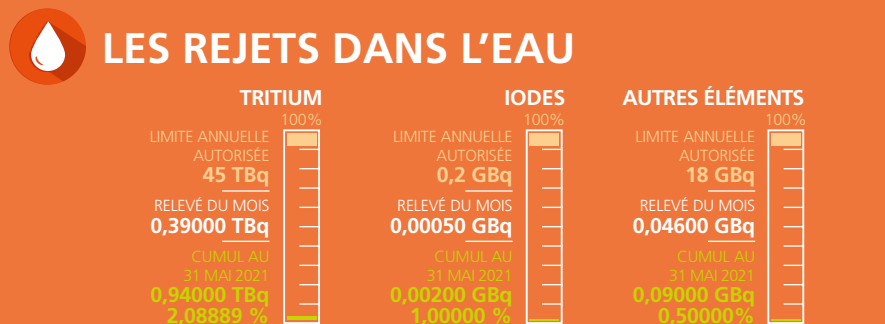 LES REJETS DANS L'EAU
TRITIUM
100%
LIMITE ANNUELLE
AUTORISÉE
45 TBq
RELEVÉ DU MOIS
0,39000 TBq
CUMUL AU
31 MAI 2021
0,94000 TBq
2,08889 %
IODES
100%
LIMITE ANNUELLE
AUTORISÉE
0,2 GBq
RELEVÉ DU MOIS
0,00050 GBq
CUMUL AU
31 MAI 2021
0,00200 GBq
1,00000 %
AUTRES ÉLÉMENTS
100%
LIMITE ANNUELLE
AUTORISÉE
18 GBq
RELEVÉ DU MOIS
0,04600 GBq
CUMUL AU
31 MAI 2021
0,09000 GBq
0,50000%